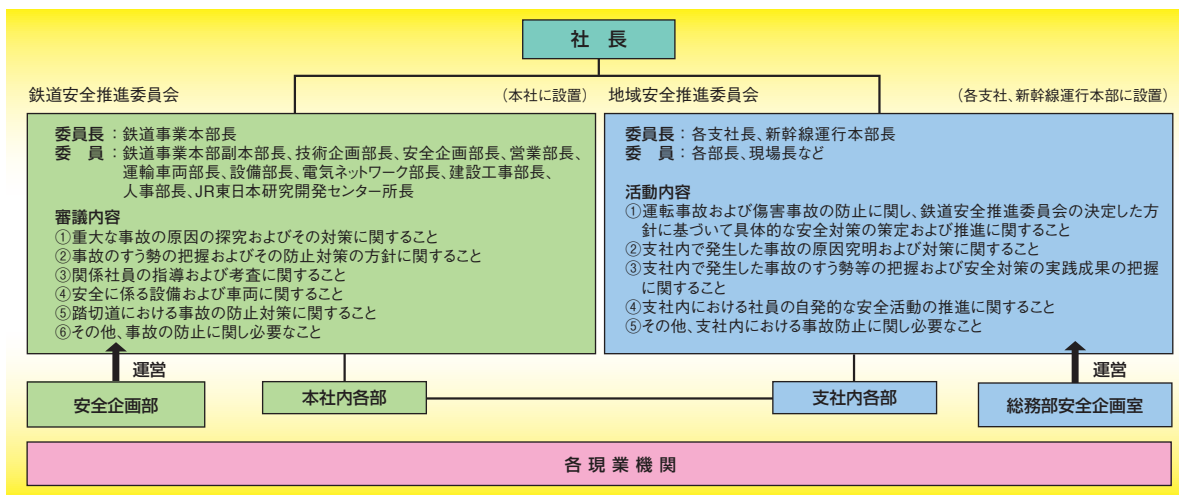 社 長
鉄道安全推進委員会
(本社に設置)
委員長：鉄道事業本部長
委　員：鉄道事業本部副本部長、技術企画部長、安全企画部長、営業部長、
運輸車両部長、設備部長、電気ネットワーク部長、建設工事部長、
人事部長、JR東日本研究開発センター所長
審議内容
①重大な事故の原因の探究およびその対策に関すること
②事故のすう勢の把握およびその防止対策の方針に関すること
③関係社員の指導および考査に関すること
④安全に係る設備および車両に関すること
⑤踏切道における事故の防止対策に関すること
⑥その他、事故の防止に関し必要なこと
運営
安全企画部
本社内各部
地域安全推進委員会
(各支社、新幹線運行本部に設置)
委員長：各支社長、新幹線運行本部長
委　員：各部長、現場長など
活動内容
①運転事故および傷害事故の防止に関し、鉄道安全推進委員会の決定した方
針に基づいて具体的な安全対策の策定および推進に関すること
②支社内で発生した事故の原因究明および対策に関すること
③支社内で発生した事故のすう勢等の把握および安全対策の実践成果の把握
に関すること
④支社内における社員の自発的な安全活動の推進に関すること
⑤その他、支社内における事故防止に関し必要なこと
運営
支社内各部
総務部安全企画室
各現業機関